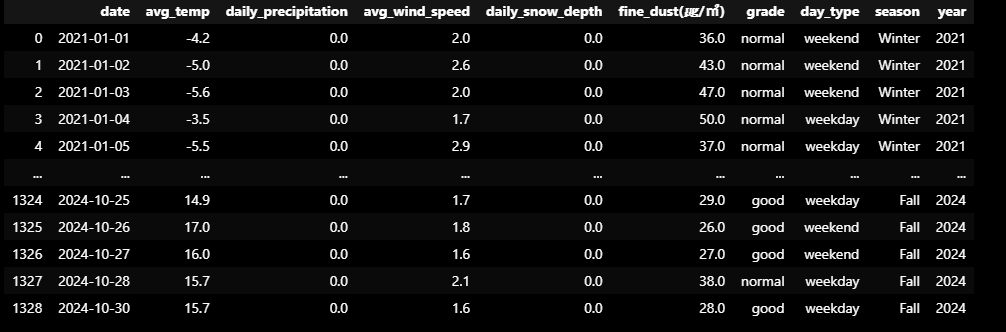 date avg_temp daily_precipitation avg_wind_speed daily_snow_depth fine_dust(㎍/㎥) grade day_type season year
0 2021-01-01 -4.2 0.0 2.0 0.0 36.0 normal weekend Winter 2021
1 2021-01-02 -5.0 0.0 2.6 0.0 43.0 normal weekend Winter 2021
2 2021-01-03 -5.6 0.0 2.0 0.0 47.0 normal weekend Winter 2021
3 2021-01-04 -3.5 0.0 1.7 0.0 50.0 normal weekday Winter 2021
4 2021-01-05 -5.5 0.0 2.9 0.0 37.0 normal weekday Winter 2021
... ... ... ... ... ... ... ... ... ... ...
1324 2024-10-25 14.9 0.0 1.7 0.0 29.0 good weekday Fall 2024
1325 2024-10-26 17.0 0.0 1.8 0.0 26.0 good weekend Fall 2024
1326 2024-10-27 16.0 0.0 1.6 0.0 27.0 good weekend Fall 2024
1327 2024-10-28 15.7 0.0 2.1 0.0 38.0 normal weekday Fall 2024
1328 2024-10-30 15.7 0.0 1.6 0.0 28.0 good weekday Fall 2024